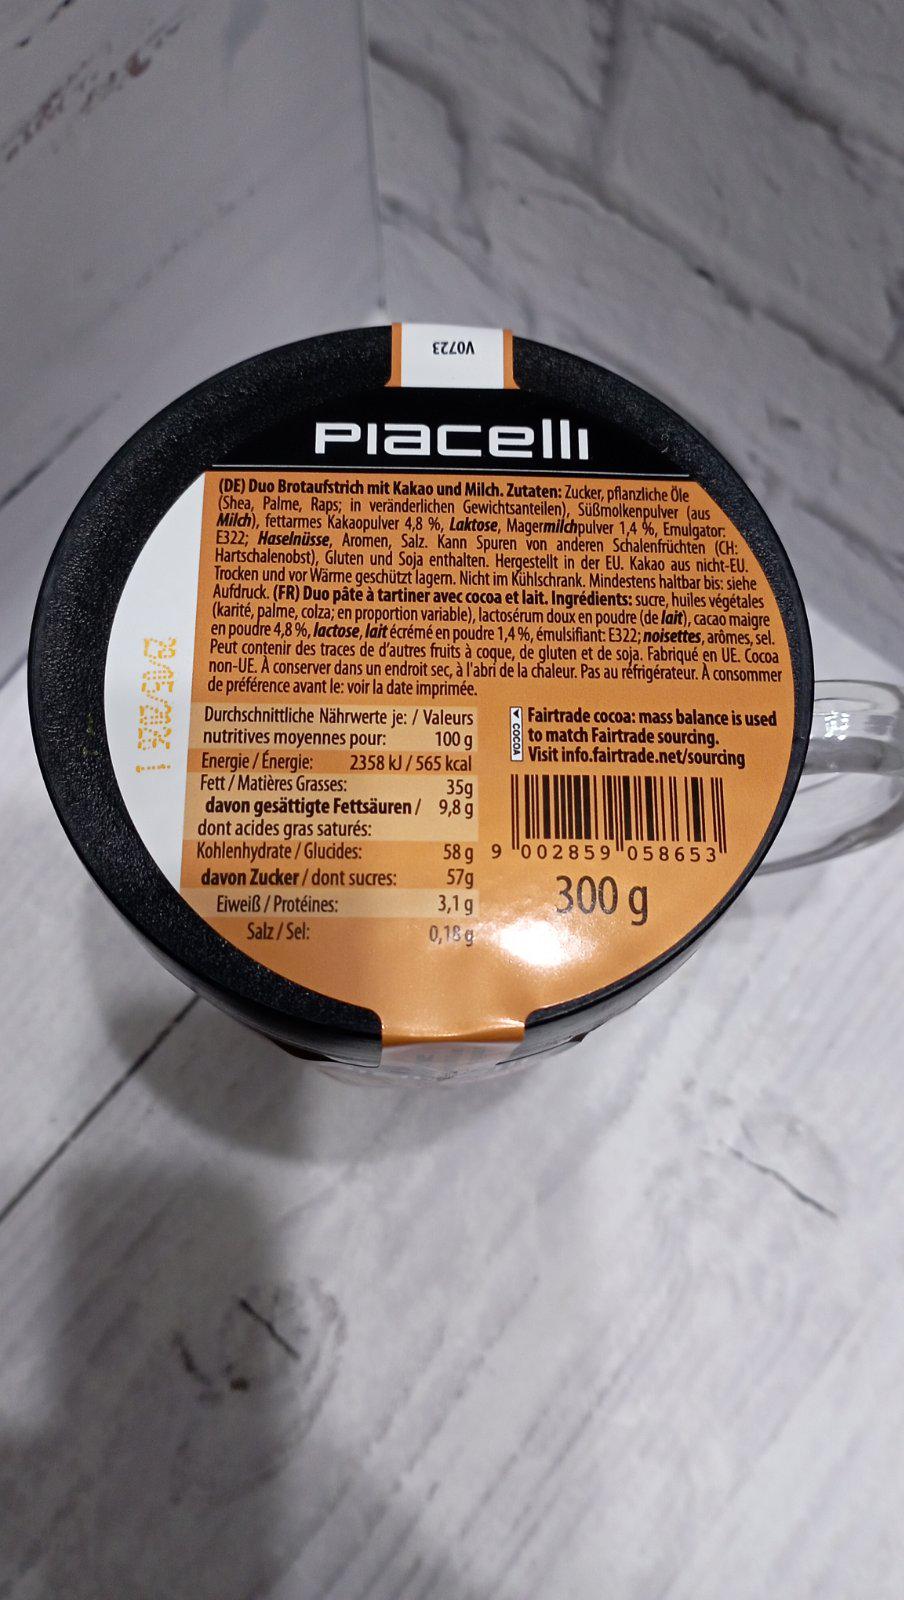 V0723
PIacellI
(DE) Duo Brotaufstrich mit Kakao und Milch. Zutaten: Zucker, pflanzliche Öle
(Shea, Palme, Raps; in veränderlichen Gewichtsanteilen), Süßmolkenpulver (aus
Milch), fettarmes Kakaopulver 4,8 %, Laktose, Magermilchpulver 1,4 %, Emulgator:
E322; Haselnüsse, Aromen, Salz. Kann Spuren von anderen Schalenfrüchten (CH:
Hartschalenobst), Gluten und Soja enthalten. Hergestellt in der EU. Kakao aus nicht-EU.
Trocken und vor Wärme geschützt lagern. Nicht im Kühlschrank. Mindestens haltbar bis: siehe
Aufdruck. (FR) Duo pâte à tartiner avec cocoa et lait. Ingrédients: sucre, huiles végétales
(karité, palme, colza; en proportion variable), lactosérum doux en poudre (de lait), cacao maigre
en poudre 4,8 %, lactose, lait écrémé en poudre 1,4 %, émulsifiant: E322; noisettes, arômes, sel.
Peut contenir des traces de d'autres fruits à coque, de gluten et de soja. Fabriqué en UE. Cocoa
non-UE. À conserver dans un endroit sec, à l'abri de la chaleur. Pas au réfrigérateur. À consommer
de préférence avant le: voir la date imprimée.
Durchschnittliche Nährwerte je: / Valeurs
nutritives moyennes pour: 100 g
Energie / Énergie: 2358 kJ / 565 kcal
Fett / Matières Grasses: 35g
davon gesättigte Fettsäuren / 9,8 g
dont acides gras saturés:
Kohlenhydrate / Glucides: 58 g
davon Zucker / dont sucres: 57g
Eiweiß / Protéines: 3,1 g
Salz / Sel: 0,18 g
COCOA
Fairtrade cocoa: mass balance is used
to match Fairtrade sourcing.
Visit info.fairtrade.net/sourcing
9 002859 058653
300 g